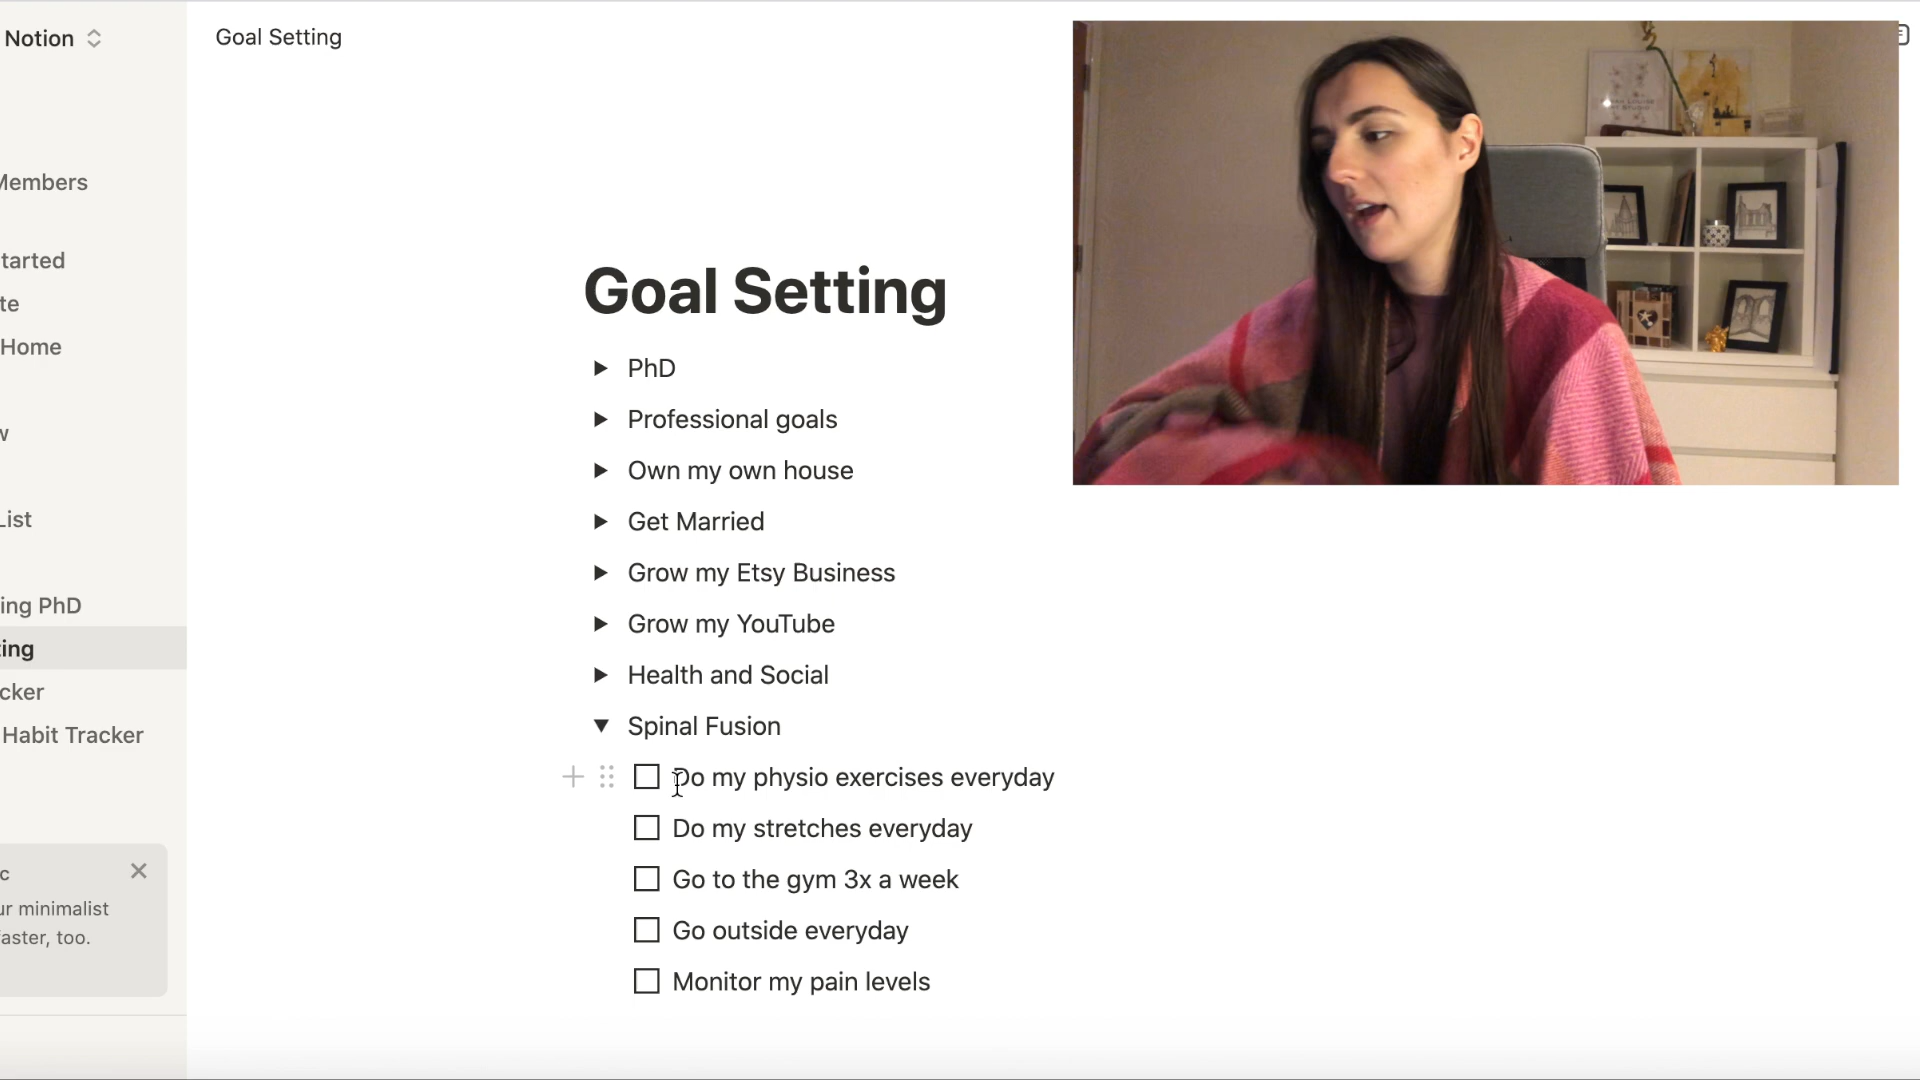 Notion
Goal Setting
Members
tarted
te
Home
w
List
ing PhD
ting
cker
Habit Tracker
c
ur minimalist
faster, too.
Goal Setting
PhD
Professional goals
Own my own house
Get Married
Grow my Etsy Business
Grow my YouTube
Health and Social
Spinal Fusion
Do my physio exercises everyday
Do my stretches everyday
Go to the gym 3x a week
Go outside everyday
Monitor my pain levels